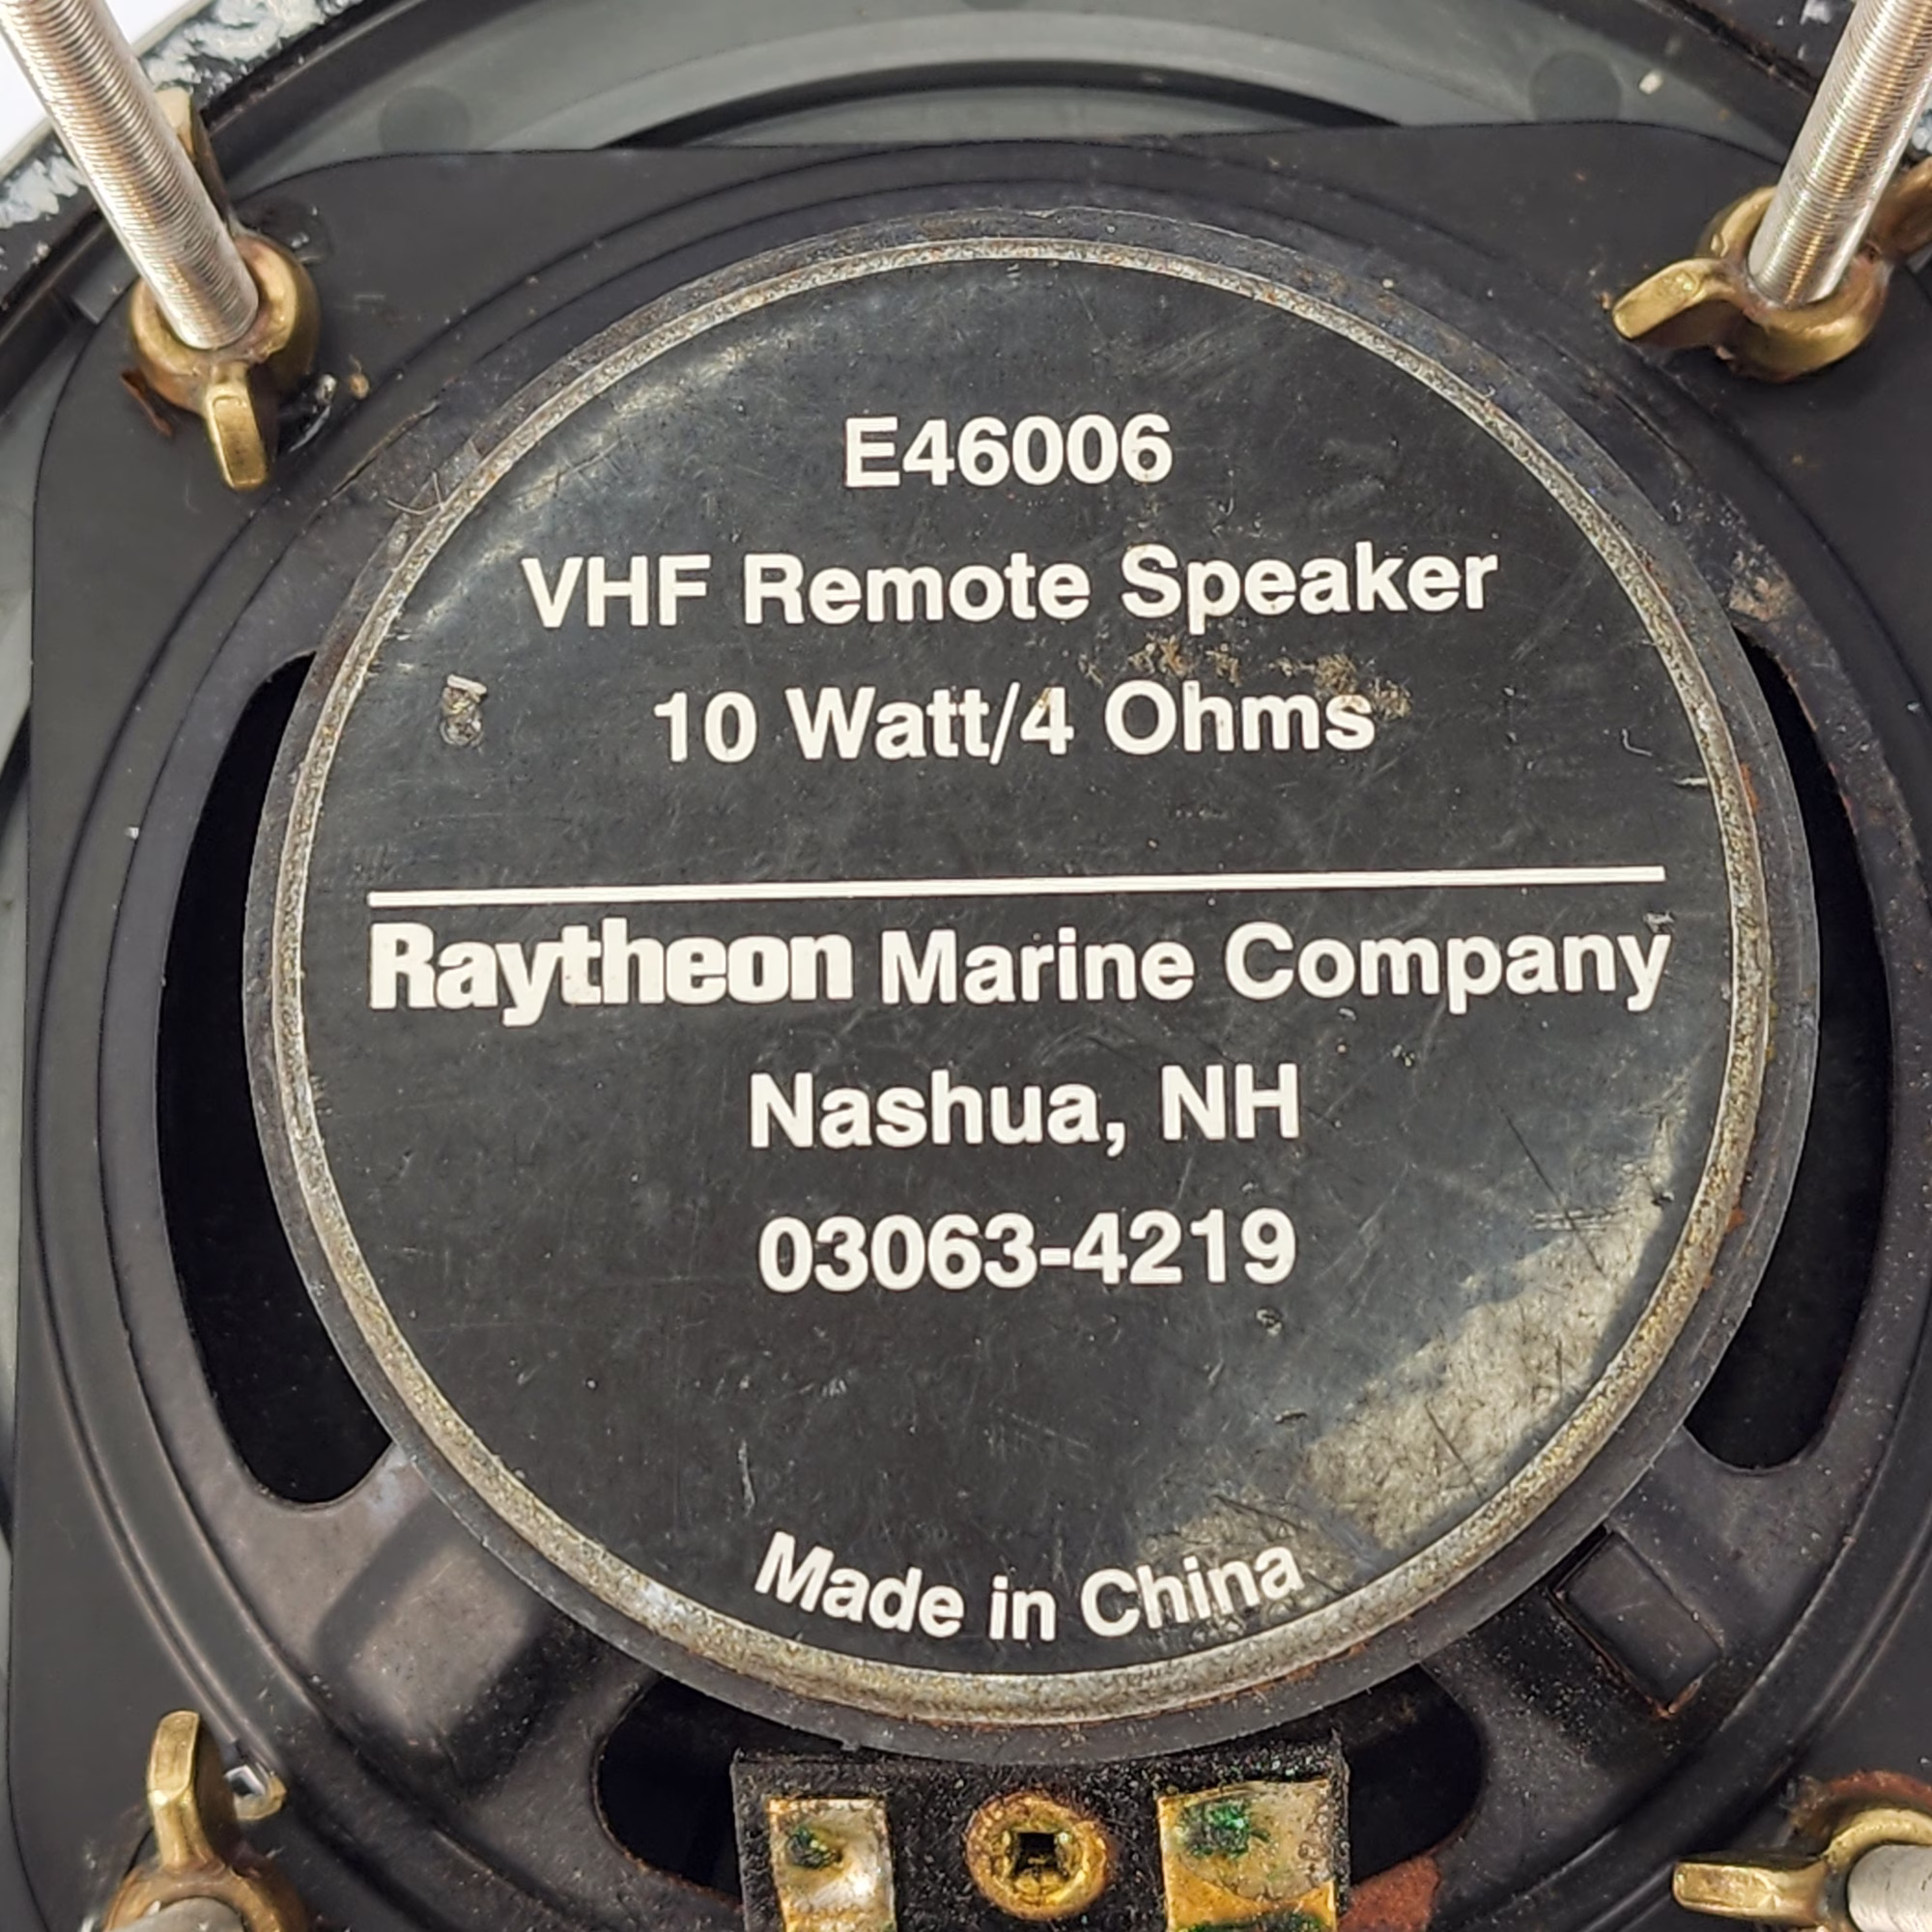 E46006
VHF Remote Speaker
10 Watt/4 Ohms
Raytheon Marine Company
Nashua, NH
03063-4219
Made in China